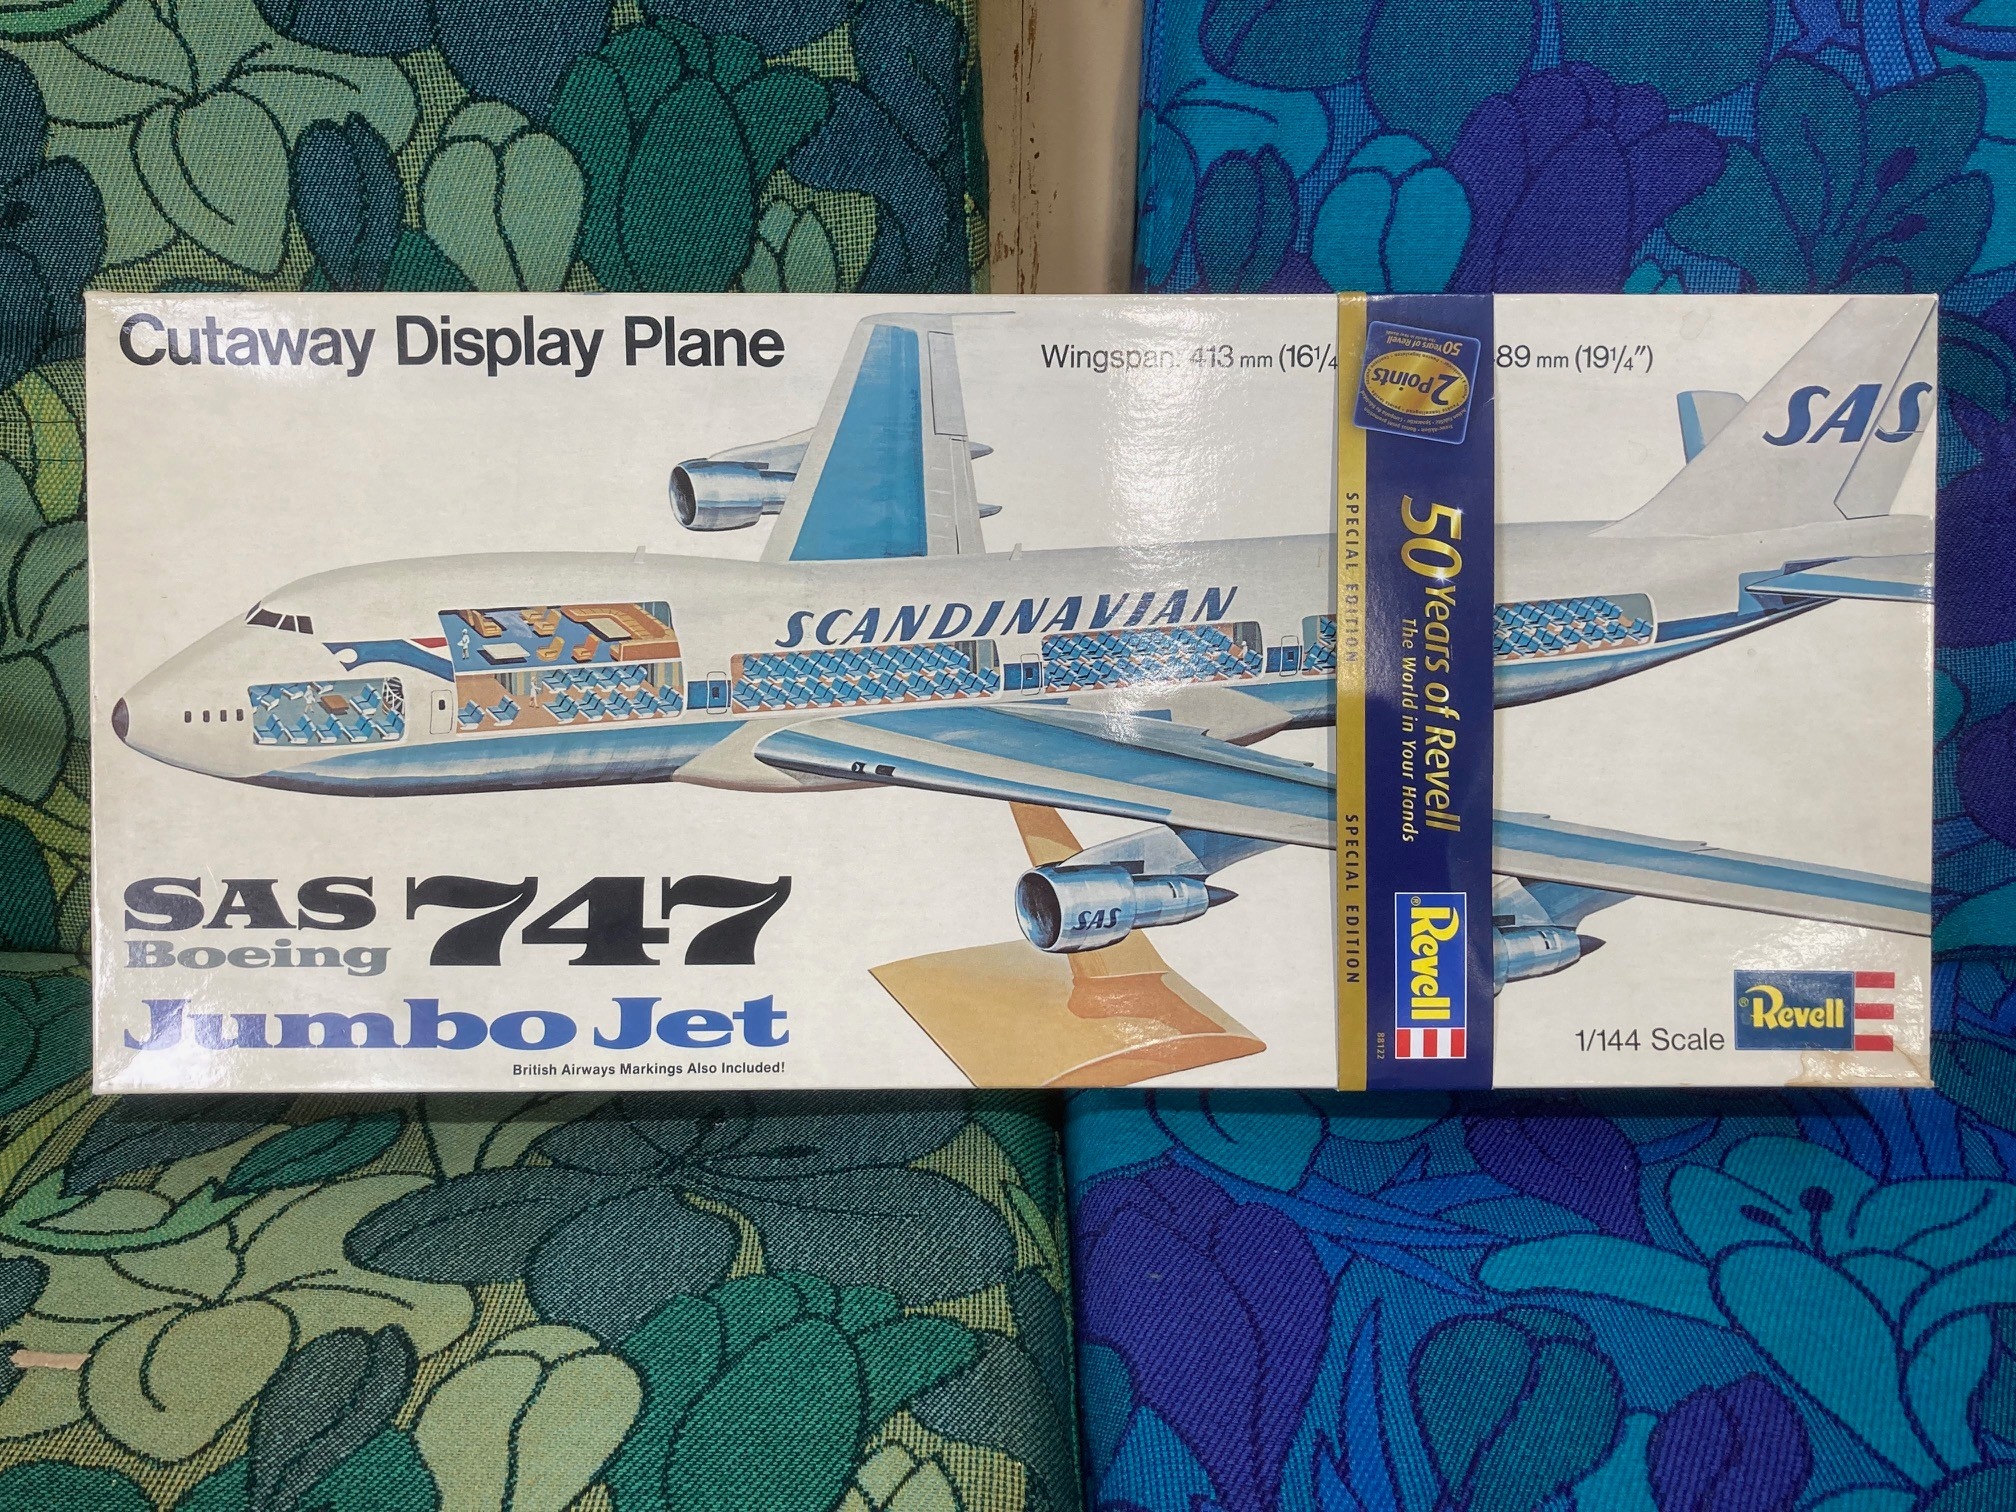 Cutaway Display Plane
Wingspan: 413 mm (16¼
89 mm (19¼")
50 Years of Revell
2 Points
SAS
SCANDINAVIAN
SPECIAL EDITION
50 Years of Revell
The World in Your Hands
SPECIAL EDITION
Revell®
88122
SAS
SAS
Boeing
747
Jumbo Jet
British Airways Markings Also Included!
1/144 Scale
®Revell